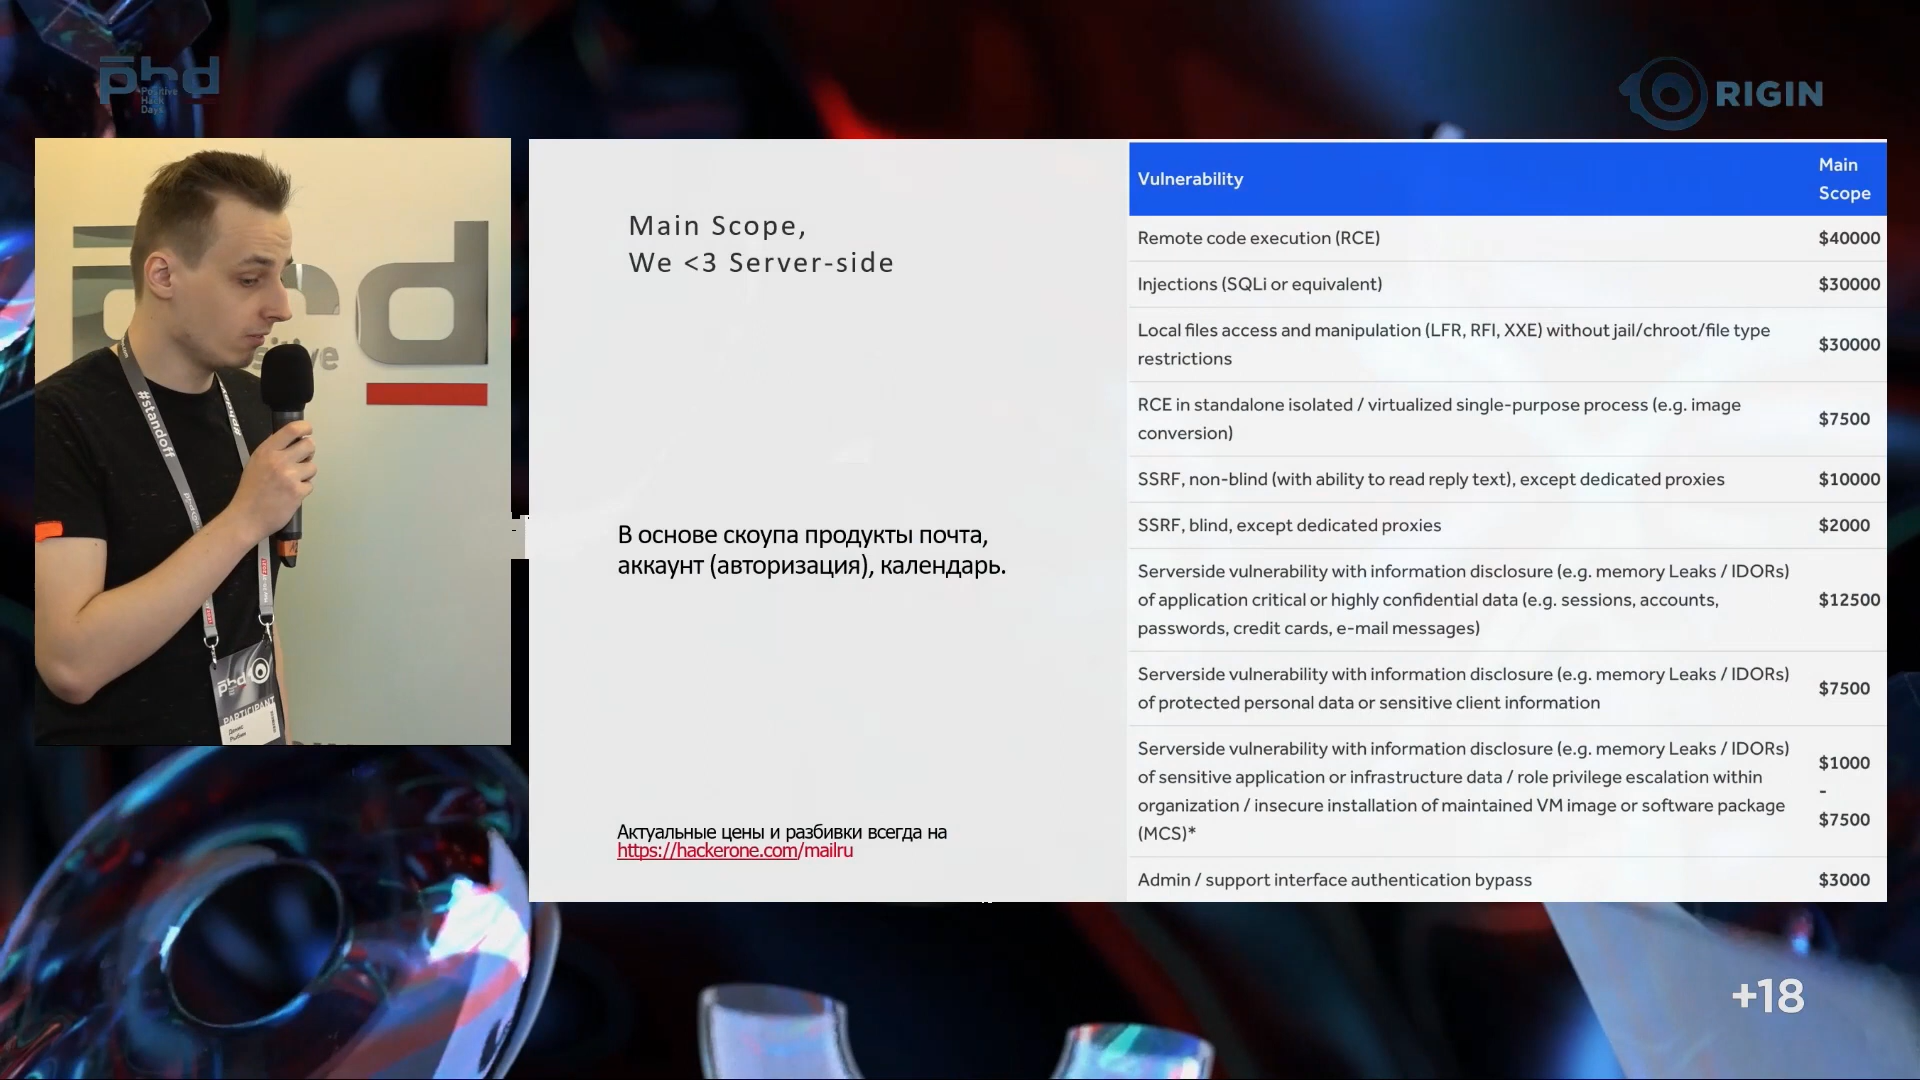 phd
Positive
Hack
Days
ORIGIN
#standoff
phd
PARTICIPANT
Денис
Рыбин
Main Scope,
We <3 Server-side
В основе скоупа продукты почта,
аккаунт (авторизация), календарь.
Актуальные цены и разбивки всегда на
https://hackerone.com/mailru
Vulnerability
Main
Scope
Remote code execution (RCE)
$40000
Injections (SQLi or equivalent)
$30000
Local files access and manipulation (LFR, RFI, XXE) without jail/chroot/file type
restrictions
$30000
RCE in standalone isolated / virtualized single-purpose process (e.g. image
conversion)
$7500
SSRF, non-blind (with ability to read reply text), except dedicated proxies
$10000
SSRF, blind, except dedicated proxies
$2000
Serverside vulnerability with information disclosure (e.g. memory Leaks / IDORs)
of application critical or highly confidential data (e.g. sessions, accounts,
passwords, credit cards, e-mail messages)
$12500
Serverside vulnerability with information disclosure (e.g. memory Leaks / IDORs)
of protected personal data or sensitive client information
$7500
Serverside vulnerability with information disclosure (e.g. memory Leaks / IDORs)
of sensitive application or infrastructure data / role privilege escalation within
organization / insecure installation of maintained VM image or software package
(MCS)*
$1000
-
$7500
Admin / support interface authentication bypass
$3000
+18